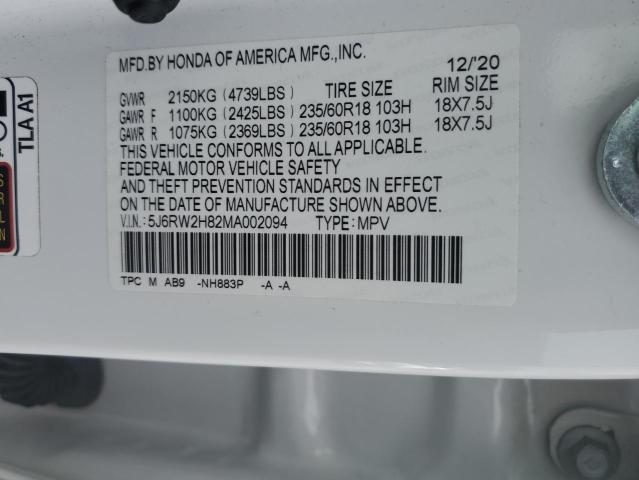 MFD.BY HONDA OF AMERICA MFG.,INC. 12/'20
GVWR 2150KG (4739LBS) TIRE SIZE RIM SIZE
GAWR F 1100KG (2425LBS) 235/60R18 103H 18X7.5J
GAWR R 1075KG (2369LBS) 235/60R18 103H 18X7.5J
THIS VEHICLE CONFORMS TO ALL APPLICABLE.
FEDERAL MOTOR VEHICLE SAFETY
AND THEFT PREVENTION STANDARDS IN EFFECT
ON THE DATE OF MANUFACTURE SHOWN ABOVE.
V.I.N.:5J6RW2H82MA002094 TYPE:MPV
TPC M AB9 -NH883P -A -A
TLA A1